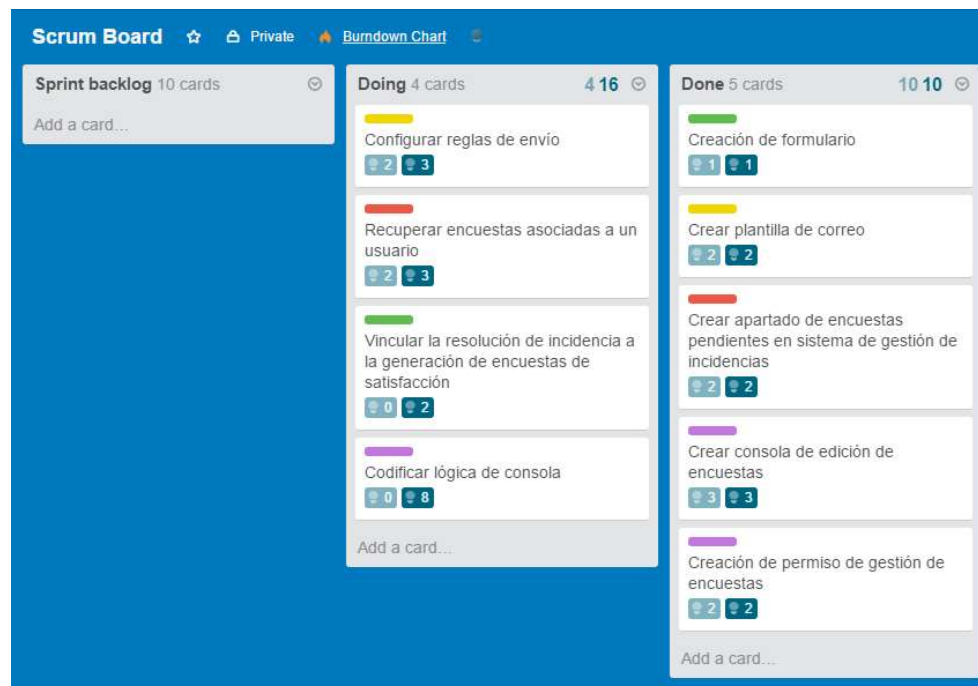 Scrum Board Private Burndown Chart
Sprint backlog 10 cards
Add a card...
Doing 4 cards 4 16
Configurar reglas de envío
2 3
Recuperar encuestas asociadas a un
usuario
2 3
Vincular la resolución de incidencia a
la generación de encuestas de
satisfacción
0 2
Codificar lógica de consola
0 8
Add a card...
Done 5 cards 10 10
Creación de formulario
1 1
Crear plantilla de correo
2 2
Crear apartado de encuestas
pendientes en sistema de gestión de
incidencias
2 2
Crear consola de edición de
encuestas
3 3
Creación de permiso de gestión de
encuestas
2 2
Add a card...